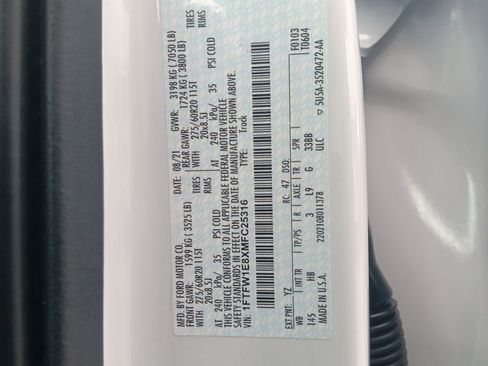 MFD. BY FORD MOTOR CO.
DATE: 08/21 GVWR: 3198 KG ( 7050 LB)
FRONT GAWR: 1599 KG ( 3525 LB) REAR GAWR: 1724 KG ( 3800 LB)
WITH 275/60R20 115T TIRES WITH 275/60R20 115T TIRES
20x8.5J RIMS 20x8.5J RIMS
AT 240 kPa/ 35 PSI COLD AT 240 kPa/ 35 PSI COLD
THIS VEHICLE CONFORMS TO ALL APPLICABLE FEDERAL MOTOR VEHICLE
SAFETY STANDARDS IN EFFECT ON THE DATE OF MANUFACTURE SHOWN ABOVE.
1FTFW1E8XMFC25316 Truck
F0103
T0604
EXT PNT: YZ RC: 47 DSO:
WB INT TR TP/PS R AXLE TR SPR
145 HB 3 L9 G 33BB
MADE IN U.S.A. 2202108011378 ULC
5U5A-3520472-AA